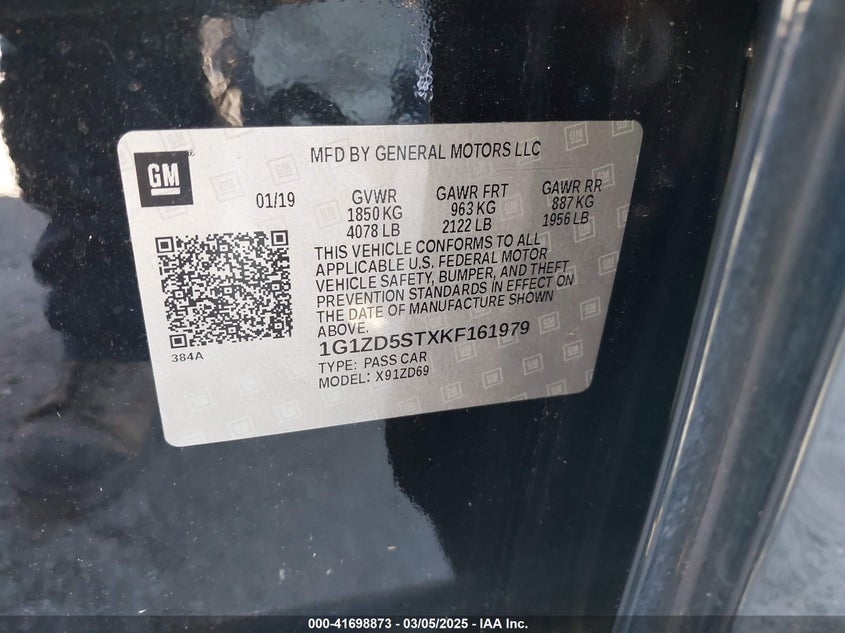 GM
MFD BY GENERAL MOTORS LLC
01/19
GVWR
1850 KG
4078 LB
GAWR FRT
963 KG
2122 LB
GAWR RR
887 KG
1956 LB
THIS VEHICLE CONFORMS TO ALL
APPLICABLE U.S. FEDERAL MOTOR
VEHICLE SAFETY, BUMPER, AND THEFT
PREVENTION STANDARDS IN EFFECT ON
THE DATE OF MANUFACTURE SHOWN
ABOVE.
384A
1G1ZD5STXKF161979
TYPE: PASS CAR
MODEL: X91ZD69
000-41698873 / 03/05/2025 - IAA Inc.